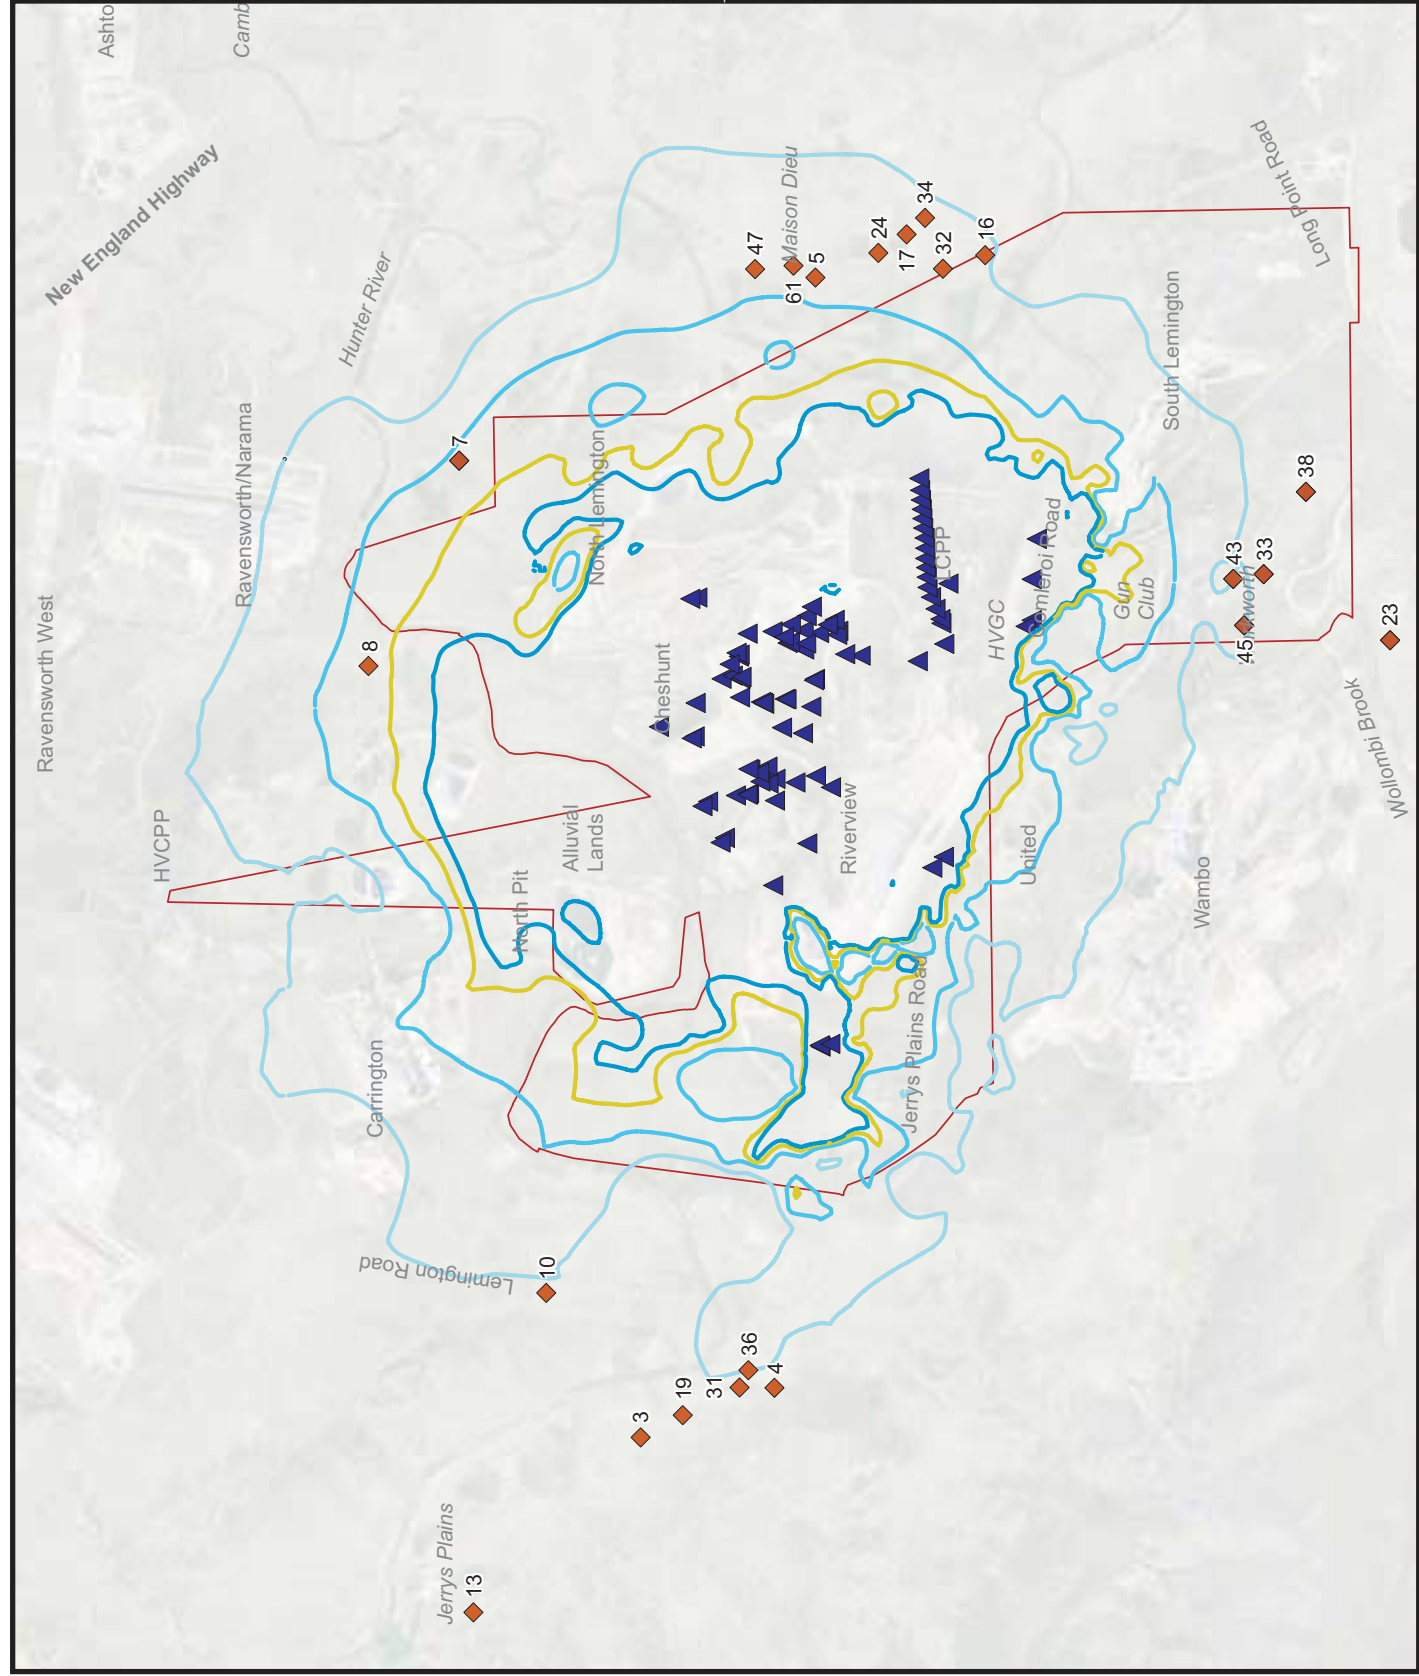 Ashto
Camb
New England Highway
Hunter River
Maison Dieu
Long Point Road
47
61
5
24
17
34
32
16
South Lemington
Ravensworth/Narama
Ravensworth West
7
8
North Lemington
38
43
33
45
23
LCPP
Comleroi Road
Gun
Club
HVGC
Cheshunt
Wollombi Brok
HVCPP
Alluvial
Lands
Riverview
United
Wambo
North Pit
Jerrys Plains Road
Carrington
Lemington Road
10
36
31
4
19
3
Jerrys Plains
13